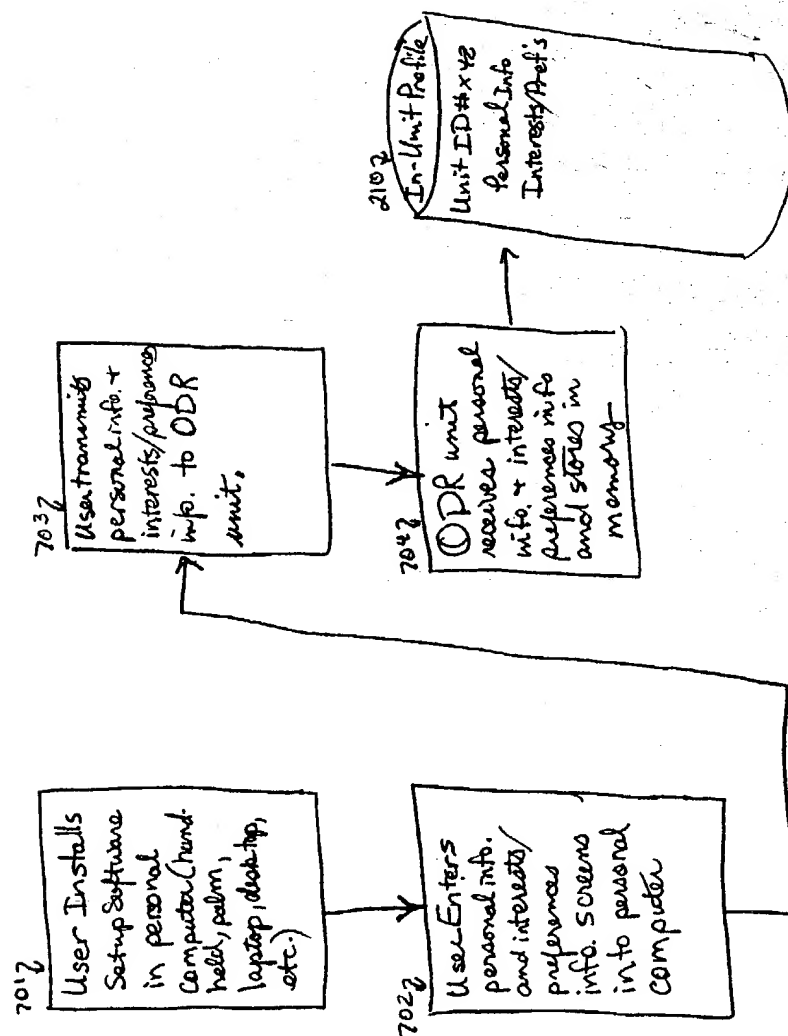 701
User Installs
Setup Software
in personal
computer (hand-
held, palm,
laptop, desktop,
etc.)
702
User Enters
personal info.
and interests/
preferences
info. screens
into personal
computer
703
User transmits
personal info. +
interests/preferences
info. to ODR
unit.
704
ODR unit
receives personal
info. + interests/
preferences info
and stores in
memory
210
In-Unit Profile
Unit ID # x42
Personal Info
Interests/Pref's